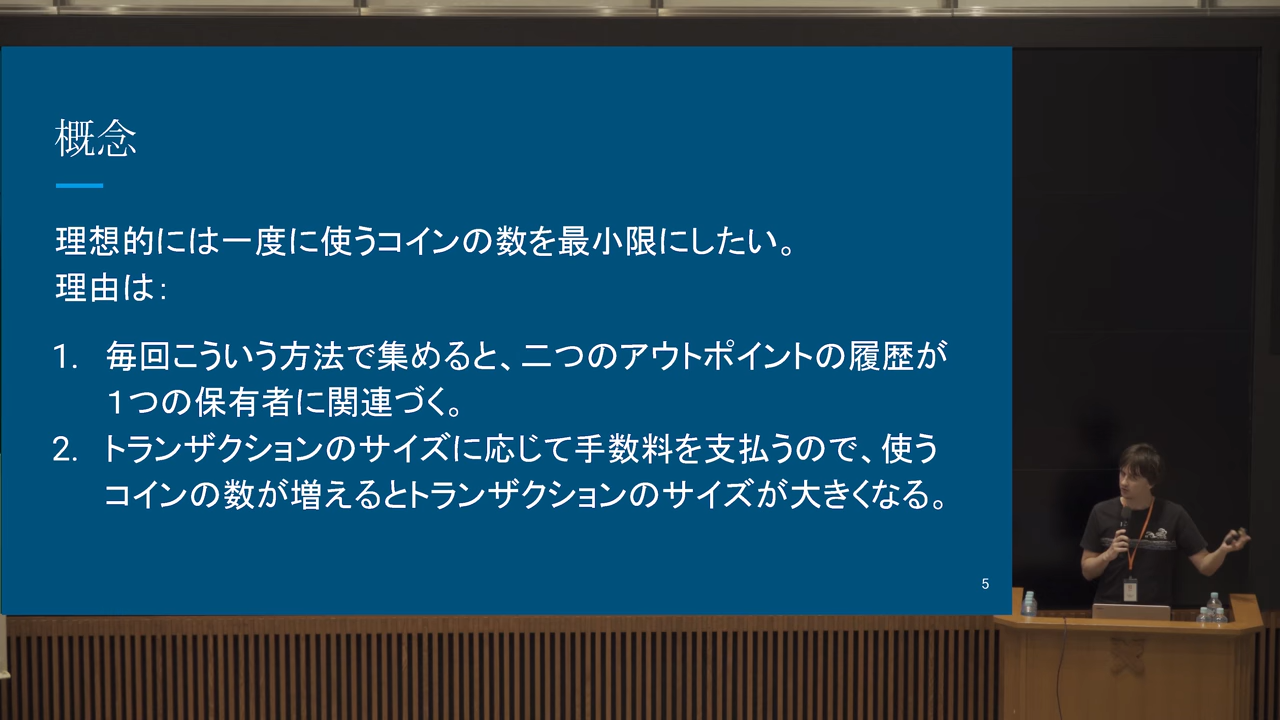 概念
理想的には一度に使うコインの数を最小限にしたい。
理由は：
1. 毎回こういう方法で集めると、二つのアウトポイントの履歴が
１つの保有者に関連づく。
2. トランザクションのサイズに応じて手数料を支払うので、使う
コインの数が増えるとトランザクションのサイズが大きくなる。
5